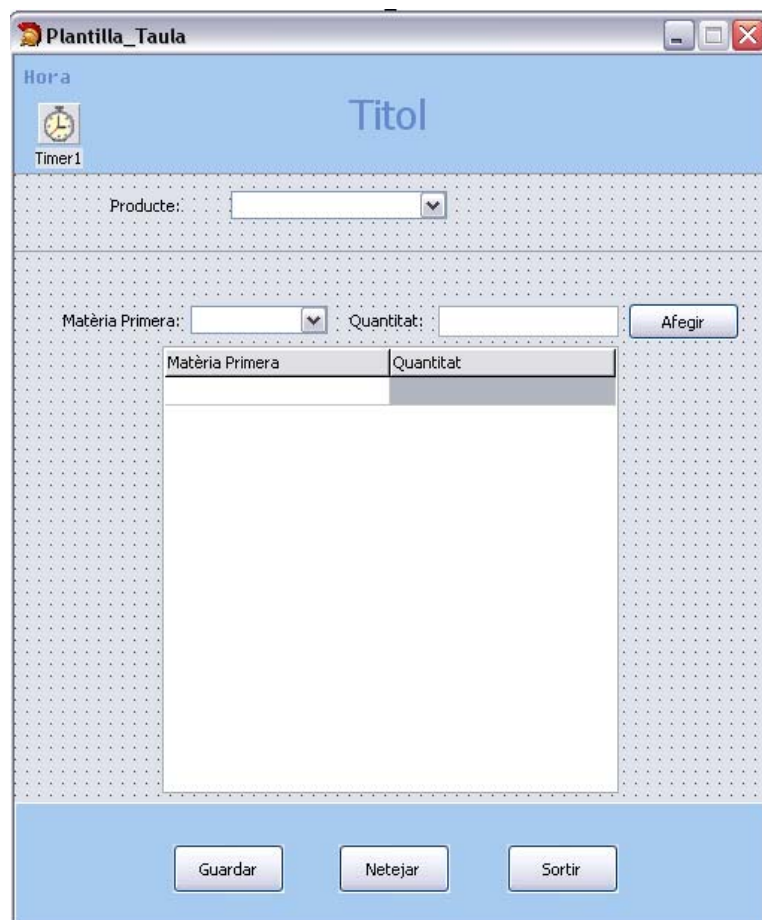 Plantilla_Taula
Hora
Titol
Timer1
Producte:
Matèria Primera: Quantitat: Afegir
Matèria Primera Quantitat
Guardar Netejar Sortir